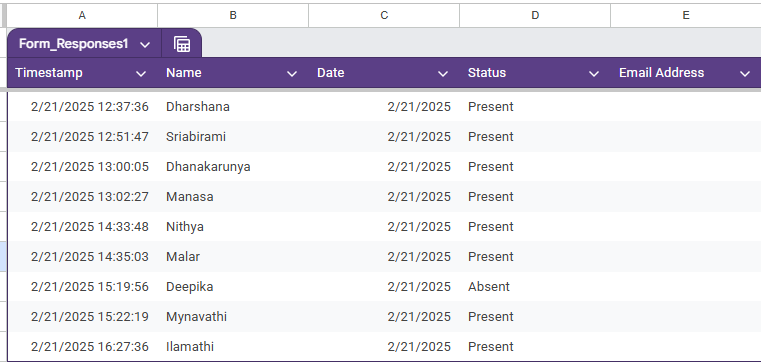 A B C D E
Form_Responses1
Timestamp Name Date Status Email Address
2/21/2025 12:37:36 Dharshana 2/21/2025 Present
2/21/2025 12:51:47 Sriabirami 2/21/2025 Present
2/21/2025 13:00:05 Dhanakarunya 2/21/2025 Present
2/21/2025 13:02:27 Manasa 2/21/2025 Present
2/21/2025 14:33:48 Nithya 2/21/2025 Present
2/21/2025 14:35:03 Malar 2/21/2025 Present
2/21/2025 15:19:56 Deepika 2/21/2025 Absent
2/21/2025 15:22:19 Mynavathi 2/21/2025 Present
2/21/2025 16:27:36 Ilamathi 2/21/2025 Present